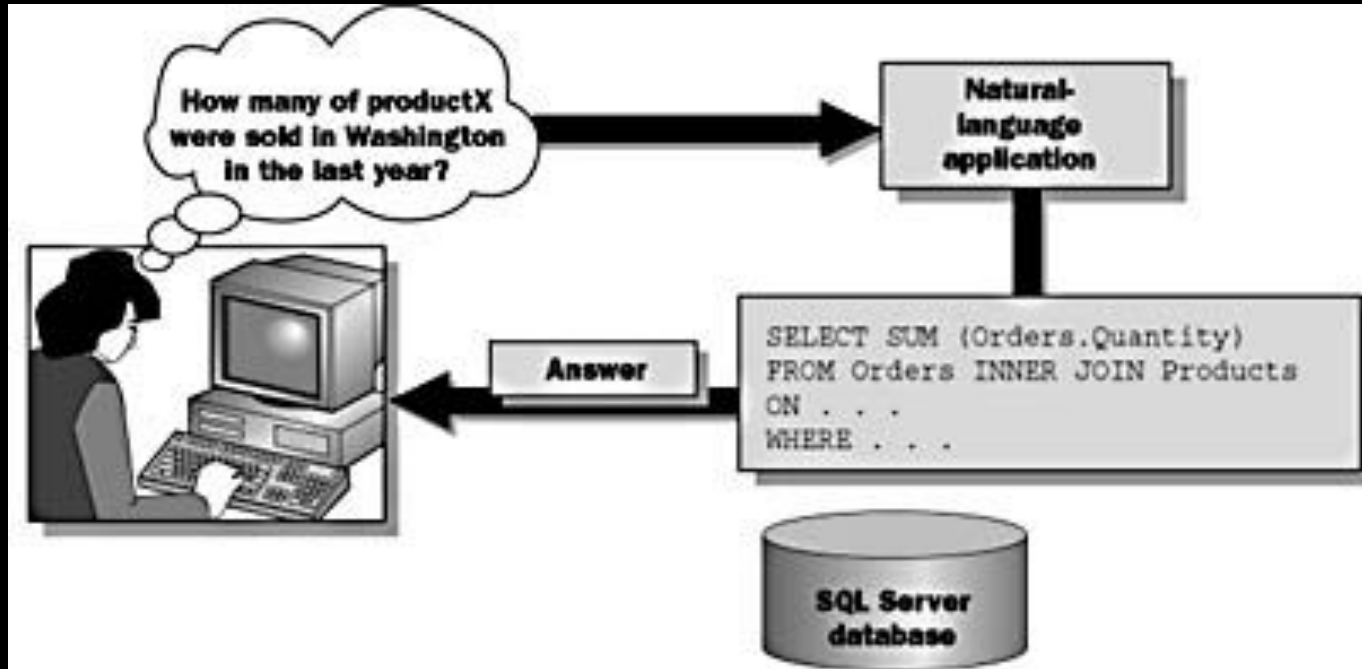 How many of productX
were sold in Washington
in the last year?
Natural-
language
application
SELECT SUM (Orders.Quantity)
FROM Orders INNER JOIN Products
ON . . .
WHERE . . .
Answer
SQL Server
database